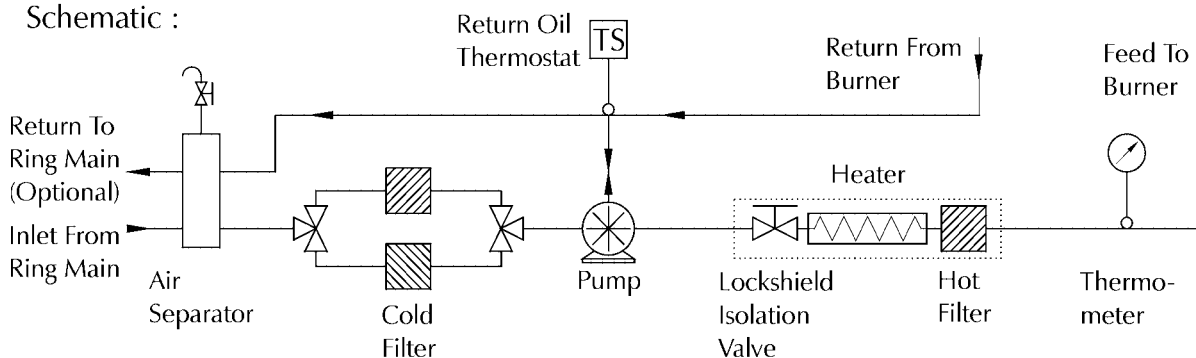 Schematic :
Return Oil
Thermostat
TS
Return From
Burner
Feed To
Burner
Return To
Ring Main
(Optional)
Inlet From
Ring Main
Air
Separator
Cold
Filter
Pump
Heater
Lockshield
Isolation
Valve
Hot
Filter
Thermo-
meter